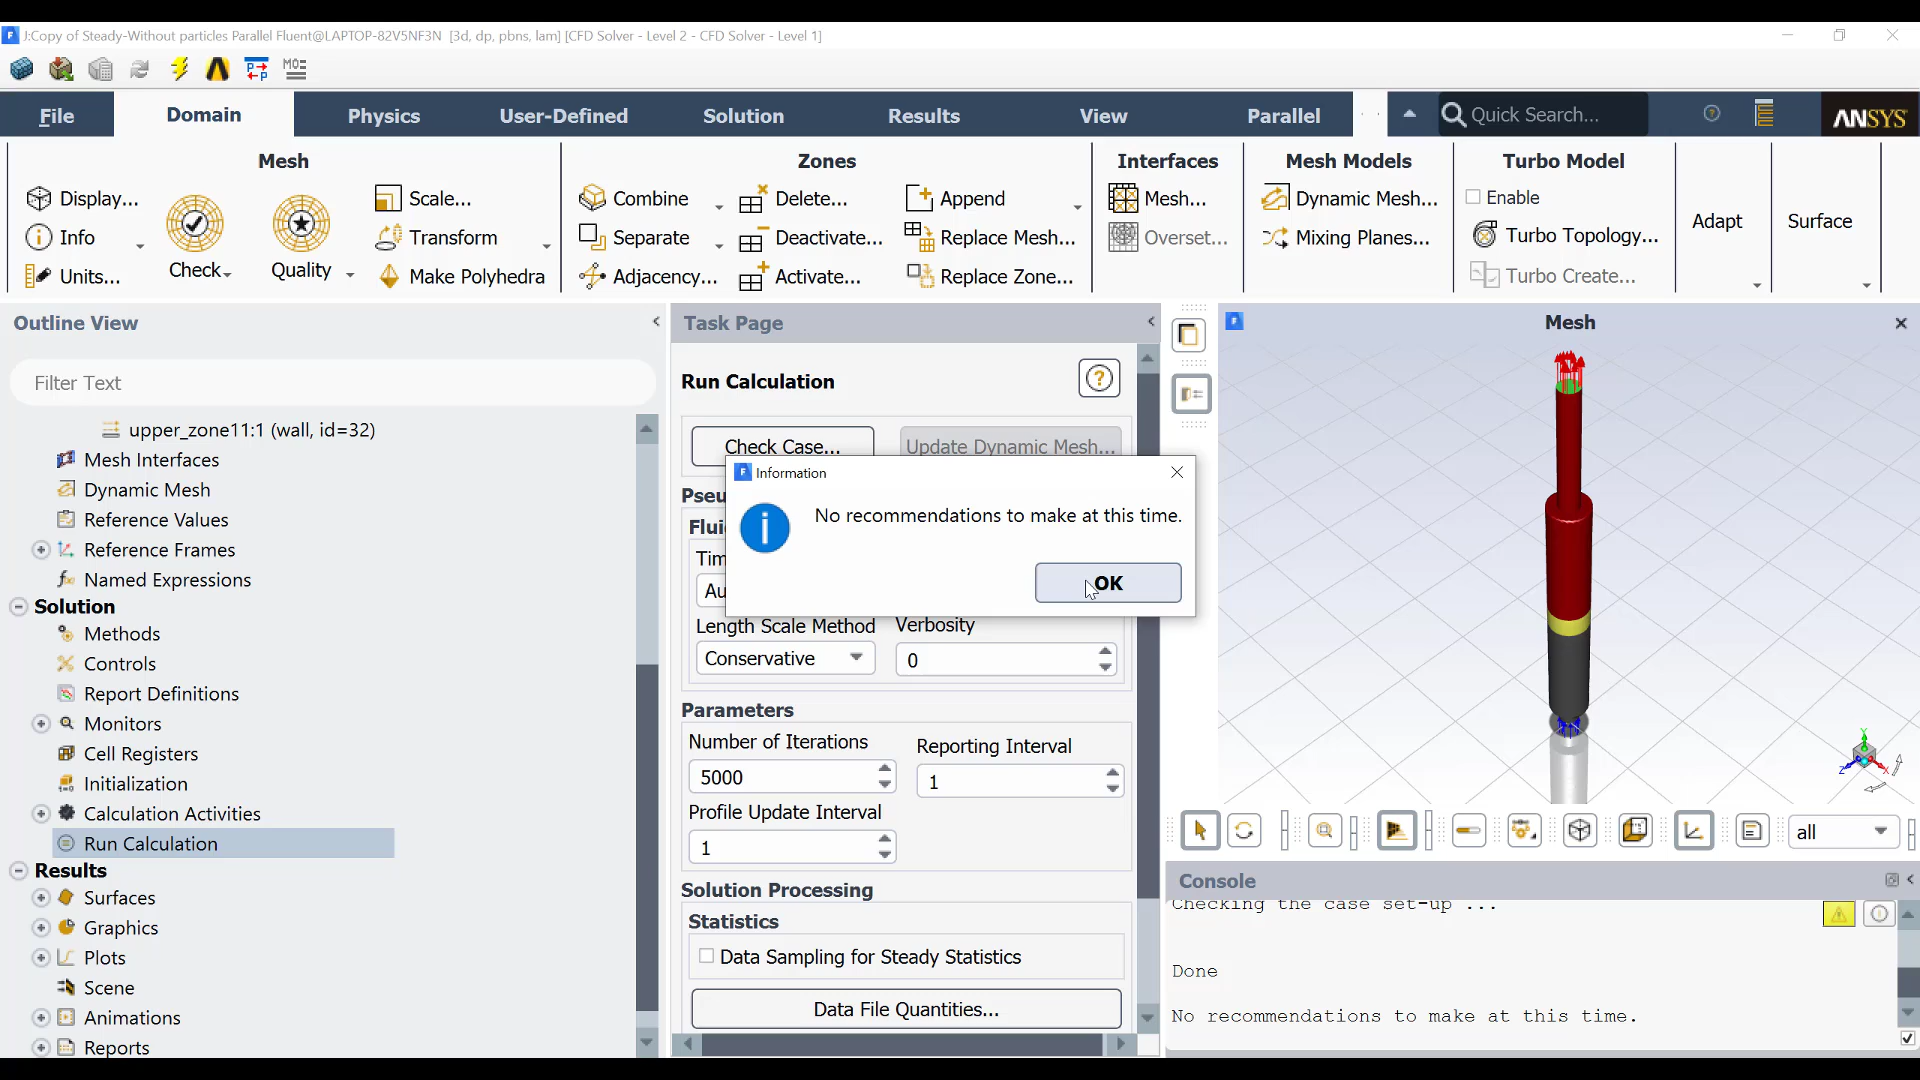 J:Copy of Steady-Without particles Parallel Fluent@LAPTOP-82V5NF3N [3d, dp, pbns, lam] [CFD Solver - Level 2 - CFD Solver - Level 1]
File
Domain
Physics
User-Defined
Solution
Results
View
Parallel
Quick Search...
ANSYS
Mesh
Display...
Info
Units...
Check
Quality
Scale...
Transform
Make Polyhedra
Zones
Combine
Separate
Adjacency...
Delete...
Deactivate...
Activate...
Append
Replace Mesh...
Replace Zone...
Interfaces
Mesh...
Overset...
Mesh Models
Dynamic Mesh...
Mixing Planes...
Turbo Model
Enable
Turbo Topology...
Turbo Create...
Adapt
Surface
Outline View
Filter Text
upper_zone11:1 (wall, id=32)
Mesh Interfaces
Dynamic Mesh
Reference Values
Reference Frames
Named Expressions
Solution
Methods
Controls
Report Definitions
Monitors
Cell Registers
Initialization
Calculation Activities
Run Calculation
Results
Surfaces
Graphics
Plots
Scene
Animations
Reports
Task Page
Run Calculation
Check Case...
Update Dynamic Mesh...
Information
No recommendations to make at this time.
OK
Length Scale Method
Verbosity
Conservative
0
Parameters
Number of Iterations
Reporting Interval
5000
1
Profile Update Interval
1
Solution Processing
Statistics
Data Sampling for Steady Statistics
Data File Quantities...
Mesh
Y
Z
X
all
Console
Checking the case set-up ...
Done
No recommendations to make at this time.